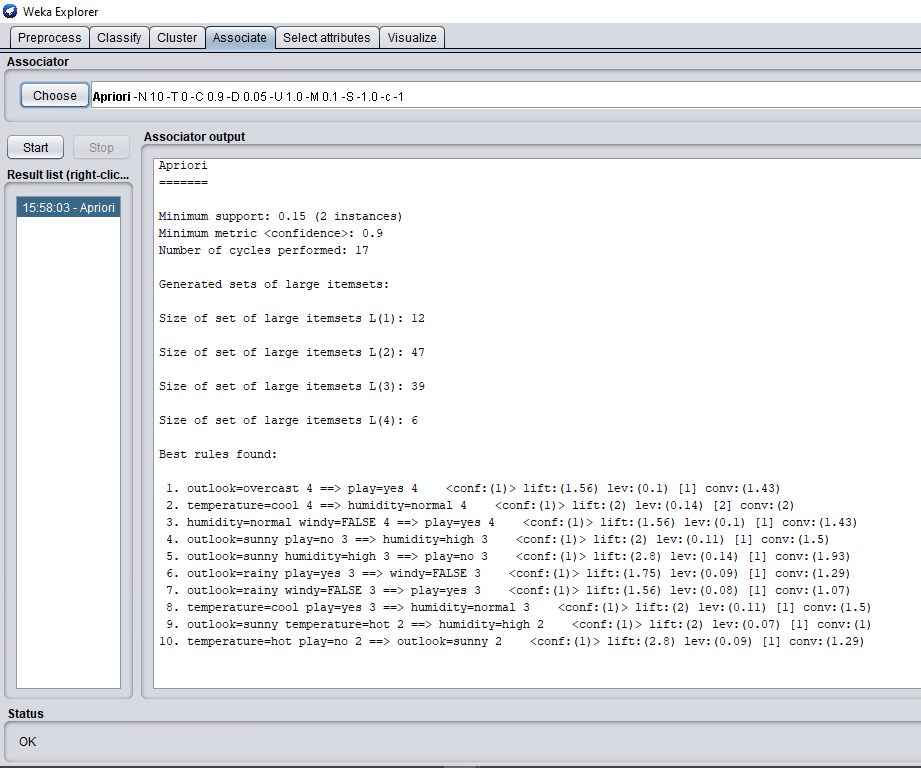 Weka Explorer
Preprocess Classify Cluster Associate Select attributes Visualize
Associator
Choose Apriori -N 10 -T 0 -C 0.9 -D 0.05 -U 1.0 -M 0.1 -S -1.0 -c -1
Start Stop
Result list (right-clic...
15:58:03 - Apriori
Associator output
Apriori
=======
Minimum support: 0.15 (2 instances)
Minimum metric <confidence>: 0.9
Number of cycles performed: 17
Generated sets of large itemsets:
Size of set of large itemsets L(1): 12
Size of set of large itemsets L(2): 47
Size of set of large itemsets L(3): 39
Size of set of large itemsets L(4): 6
Best rules found:
1. outlook=overcast 4 ==> play=yes 4    <conf:(1)> lift:(1.56) lev:(0.1) [1] conv:(1.43)
2. temperature=cool 4 ==> humidity=normal 4    <conf:(1)> lift:(2) lev:(0.14) [2] conv:(2)
3. humidity=normal windy=FALSE 4 ==> play=yes 4    <conf:(1)> lift:(1.56) lev:(0.1) [1] conv:(1.43)
4. outlook=sunny play=no 3 ==> humidity=high 3    <conf:(1)> lift:(2) lev:(0.11) [1] conv:(1.5)
5. outlook=sunny humidity=high 3 ==> play=no 3    <conf:(1)> lift:(2.8) lev:(0.14) [1] conv:(1.93)
6. outlook=rainy play=yes 3 ==> windy=FALSE 3    <conf:(1)> lift:(1.75) lev:(0.09) [1] conv:(1.29)
7. outlook=rainy windy=FALSE 3 ==> play=yes 3    <conf:(1)> lift:(1.56) lev:(0.08) [1] conv:(1.07)
8. temperature=cool play=yes 3 ==> humidity=normal 3    <conf:(1)> lift:(2) lev:(0.11) [1] conv:(1.5)
9. outlook=sunny temperature=hot 2 ==> humidity=high 2    <conf:(1)> lift:(2) lev:(0.07) [1] conv:(1)
10. temperature=hot play=no 2 ==> outlook=sunny 2    <conf:(1)> lift:(2.8) lev:(0.09) [1] conv:(1.29)
Status
OK